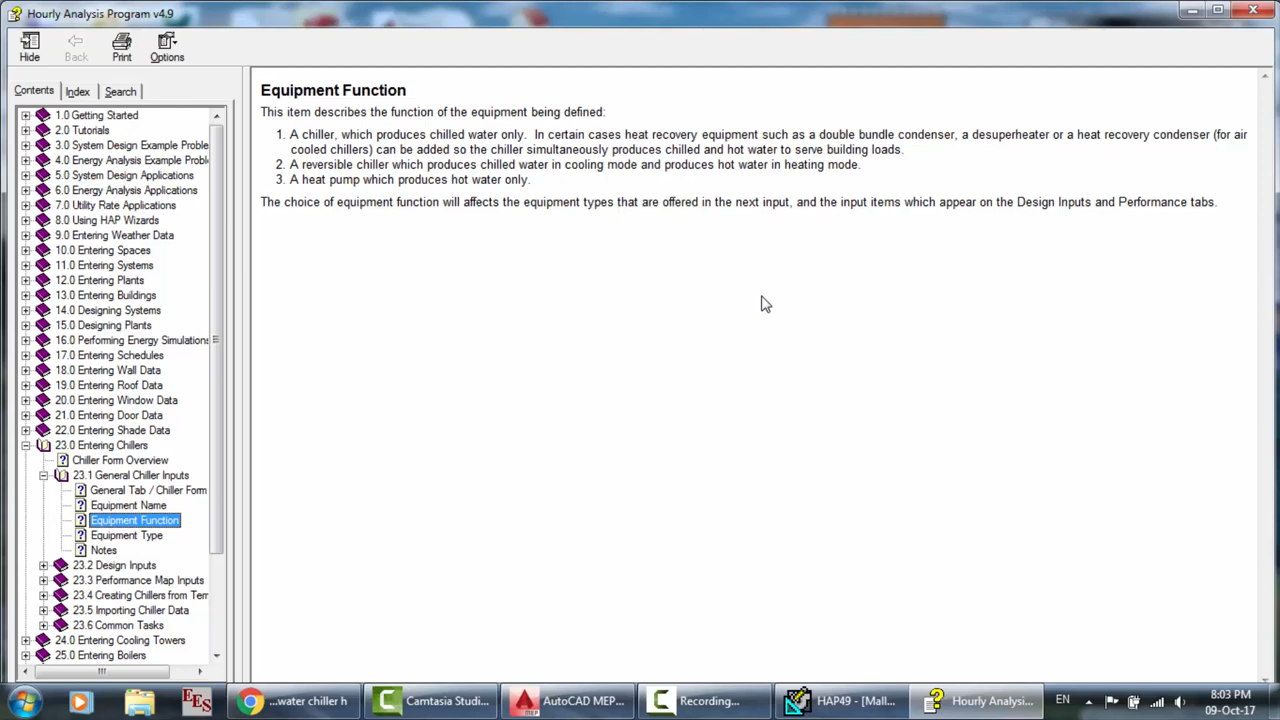 Hourly Analysis Program v4.9
Hide
Back
Print
Options
Contents
Index
Search
1.0 Getting Started
2.0 Tutorials
3.0 System Design Example Proble
4.0 Energy Analysis Example Probl
5.0 System Design Applications
6.0 Energy Analysis Applications
7.0 Utility Rate Applications
8.0 Using HAP Wizards
9.0 Entering Weather Data
10.0 Entering Spaces
11.0 Entering Systems
12.0 Entering Plants
13.0 Entering Buildings
14.0 Designing Systems
15.0 Designing Plants
16.0 Performing Energy Simulations
17.0 Entering Schedules
18.0 Entering Wall Data
19.0 Entering Roof Data
20.0 Entering Window Data
21.0 Entering Door Data
22.0 Entering Shade Data
23.0 Entering Chillers
Chiller Form Overview
23.1 General Chiller Inputs
General Tab / Chiller Form
Equipment Name
Equipment Function
Equipment Type
Notes
23.2 Design Inputs
23.3 Performance Map Inputs
23.4 Creating Chillers from Tem
23.5 Importing Chiller Data
23.6 Common Tasks
24.0 Entering Cooling Towers
25.0 Entering Boilers
Equipment Function
This item describes the function of the equipment being defined:
1. A chiller, which produces chilled water only. In certain cases heat recovery equipment such as a double bundle condenser, a desuperheater or a heat recovery condenser (for air
cooled chillers) can be added so the chiller simultaneously produces chilled and hot water to serve building loads.
2. A reversible chiller which produces chilled water in cooling mode and produces hot water in heating mode.
3. A heat pump which produces hot water only.
The choice of equipment function will affects the equipment types that are offered in the next input, and the input items which appear on the Design Inputs and Performance tabs.
EES
...water chiller h
Camtasia Studi...
MEP
AutoCAD MEP...
Recording...
HAP49 - [Mall...
Hourly Analysi...
EN
8:03 PM
09-Oct-17